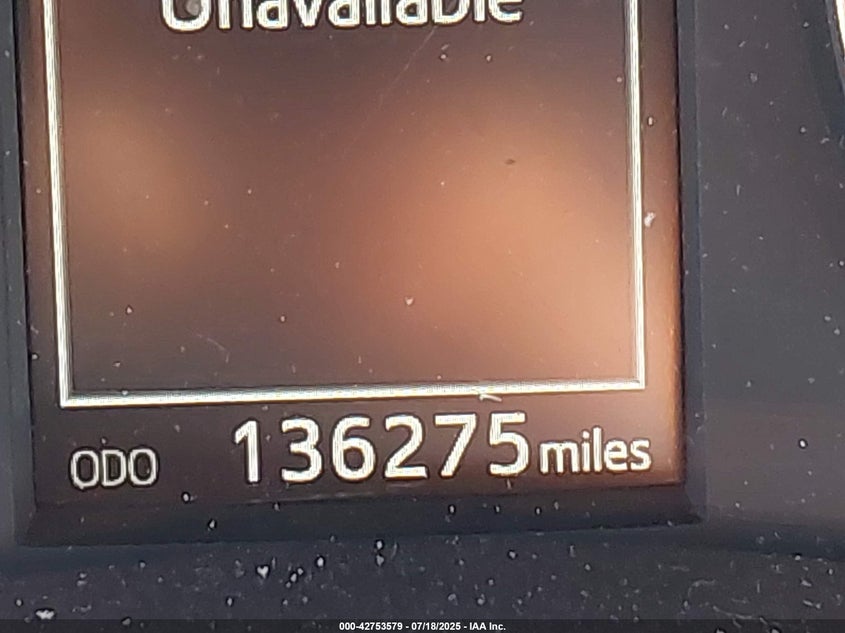 Unavailable
ODO 136275 miles
000-42753579 - 07/18/2025 - IAA Inc.